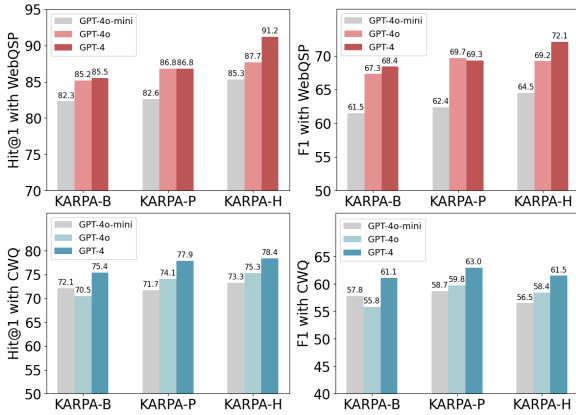 Hit@1 with WebQSP
95
90
85
80
75
70
GPT-4o-mini
GPT-4o
GPT-4
82.3 85.2 85.5
82.6 86.8 86.8
85.3 87.7 91.2
KARPA-B KARPA-P KARPA-H
F1 with WebQSP
70
65
60
55
50
GPT-4o-mini
GPT-4o
GPT-4
61.5 67.3 68.4
62.4 69.7 69.3
64.5 69.2 72.1
KARPA-B KARPA-P KARPA-H
Hit@1 with CWQ
80
75
70
65
60
55
50
GPT-4o-mini
GPT-4o
GPT-4
72.1 70.5 75.4
71.7 74.1 77.9
73.3 75.3 78.4
KARPA-B KARPA-P KARPA-H
F1 with CWQ
65
60
55
50
45
40
GPT-4o-mini
GPT-4o
GPT-4
57.8 55.8 61.1
58.7 59.8 63.0
56.5 58.4 61.5
KARPA-B KARPA-P KARPA-H